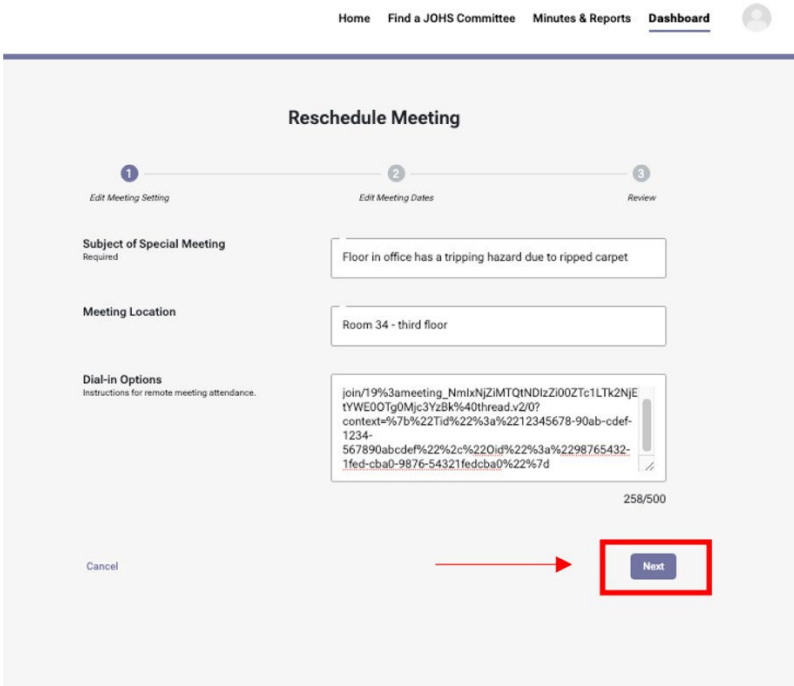 Home Find a JOHS Committee Minutes & Reports Dashboard
Reschedule Meeting
1 2 3
Edit Meeting Setting Edit Meeting Dates Review
Subject of Special Meeting
Required
Floor in office has a tripping hazard due to ripped carpet
Meeting Location
Room 34 - third floor
Dial-in Options
Instructions for remote meeting attendance.
join/19%3ameeting_NmIxNjZiMTQtNDIzZi00ZTc1LTk2NjE
tYWE0OTg0Mjc3YzBk%40thread.v2/0?
context=%7b%22Tid%22%3a%2212345678-90ab-cdef-
1234-
567890abcdef%22%2c%22Oid%22%3a%2298765432-
1fed-cba0-9876-54321fedcba0%22%7d
258/500
Cancel Next